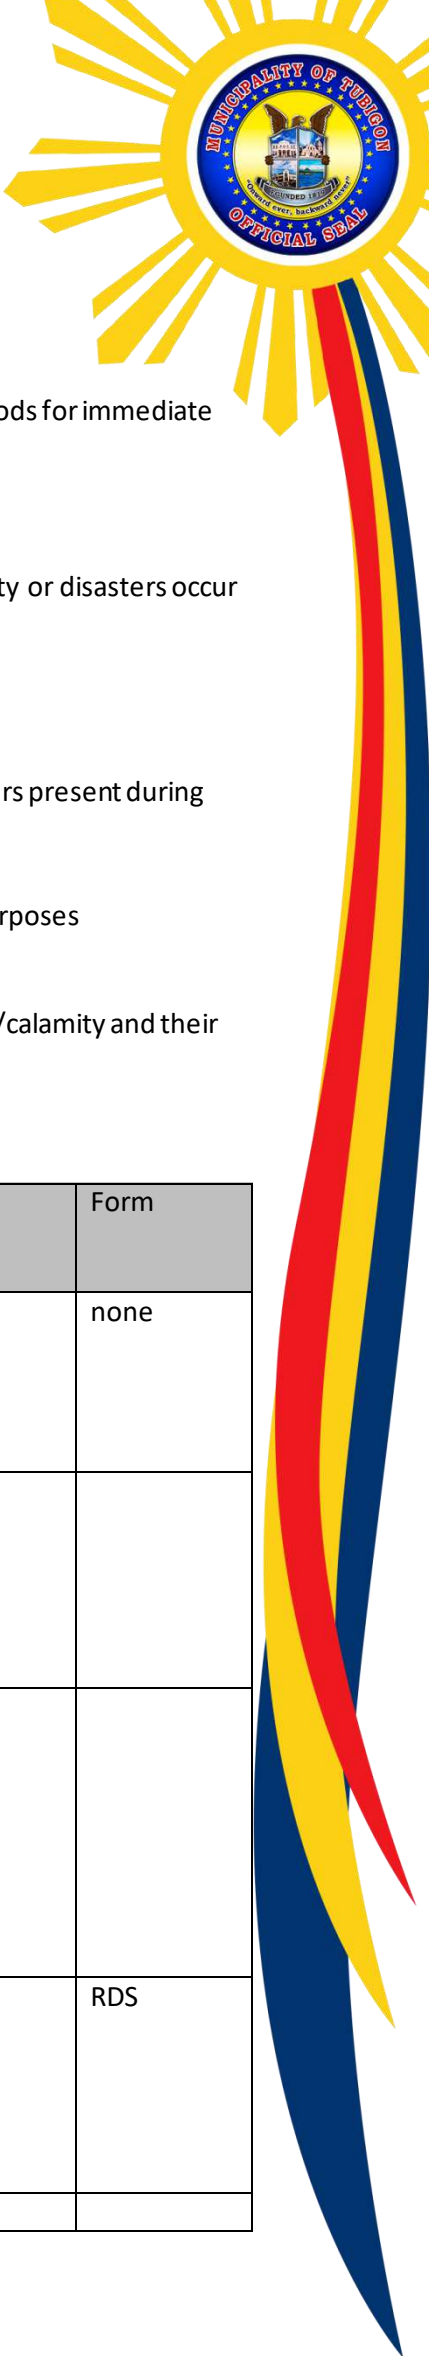 MUNICIPALITY OF TUBIGON
FOUNDED 1819
"Onward ever, backward never"
OFFICIAL SEAL
ods for immediate
ty or disasters occur
rs present during
rposes
/calamity and their
Form
none
RDS